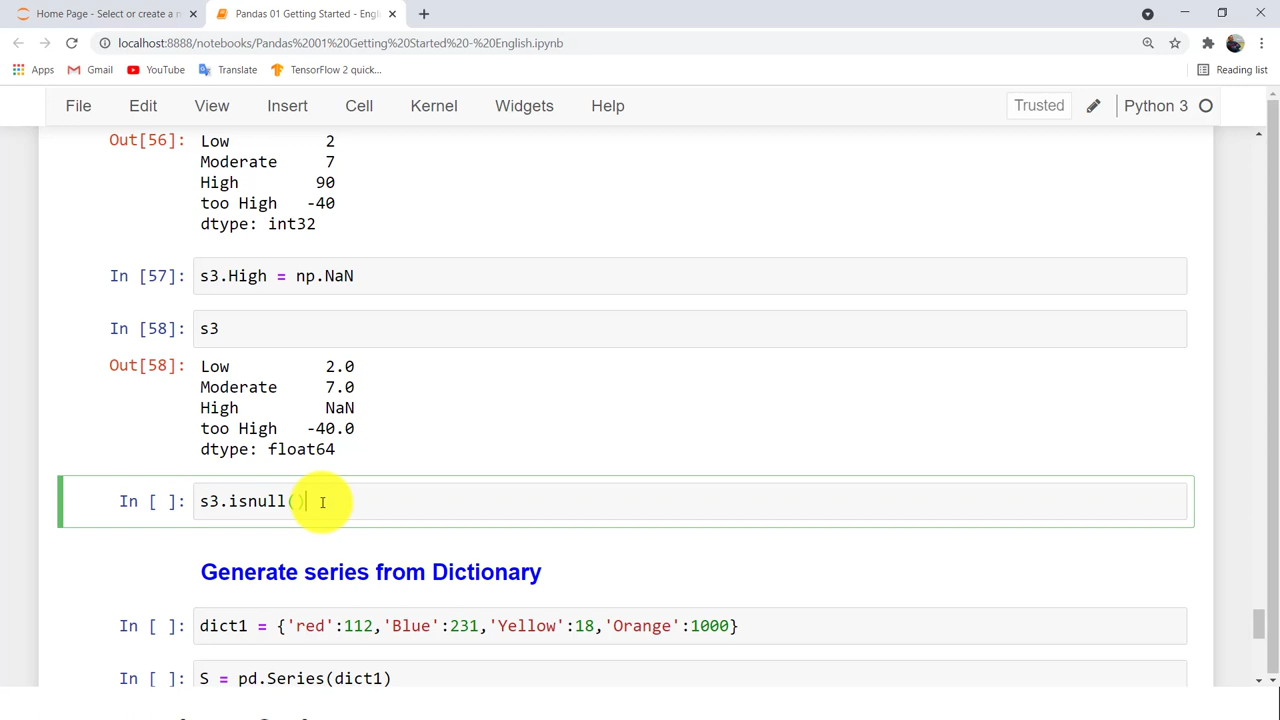 Home Page - Select or create a n
Pandas 01 Getting Started - Engl
localhost:8888/notebooks/Pandas%2001%20Getting%20Started%20-%20English.ipynb
Apps Gmail YouTube Translate TensorFlow 2 quick... Reading list
File Edit View Insert Cell Kernel Widgets Help Trusted Python 3
Out[56]: Low 2
Moderate 7
High 90
too High -40
dtype: int32
In [57]: s3.High = np.NaN
In [58]: s3
Out[58]: Low 2.0
Moderate 7.0
High NaN
too High -40.0
dtype: float64
In [ ]: s3.isnull()
Generate series from Dictionary
In [ ]: dict1 = {'red':112,'Blue':231,'Yellow':18,'Orange':1000}
In [ ]: S = pd.Series(dict1)